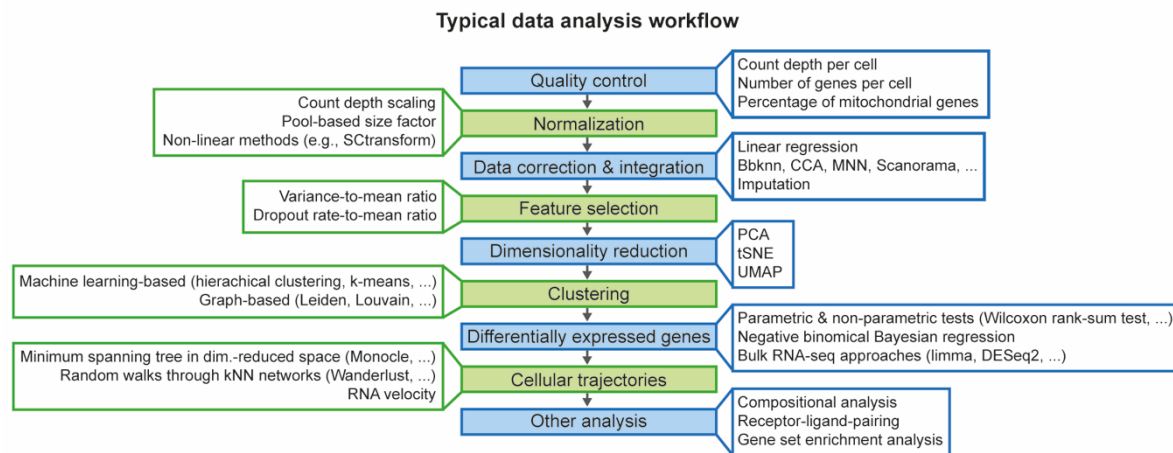 Typical data analysis workflow
Quality control
Count depth per cell
Number of genes per cell
Percentage of mitochondrial genes
Count depth scaling
Pool-based size factor
Non-linear methods (e.g., SCtransform)
Normalization
Data correction & integration
Linear regression
Bbknn, CCA, MNN, Scanorama, ...
Imputation
Variance-to-mean ratio
Dropout rate-to-mean ratio
Feature selection
Dimensionality reduction
PCA
tSNE
UMAP
Machine learning-based (hierachical clustering, k-means, ...)
Graph-based (Leiden, Louvain, ...)
Clustering
Differentially expressed genes
Parametric & non-parametric tests (Wilcoxon rank-sum test, ...)
Negative binomial Bayesian regression
Bulk RNA-seq approaches (limma, DESeq2, ...)
Minimum spanning tree in dim.-reduced space (Monocle, ...)
Random walks through kNN networks (Wanderlust, ...)
RNA velocity
Cellular trajectories
Other analysis
Compositional analysis
Receptor-ligand-pairing
Gene set enrichment analysis